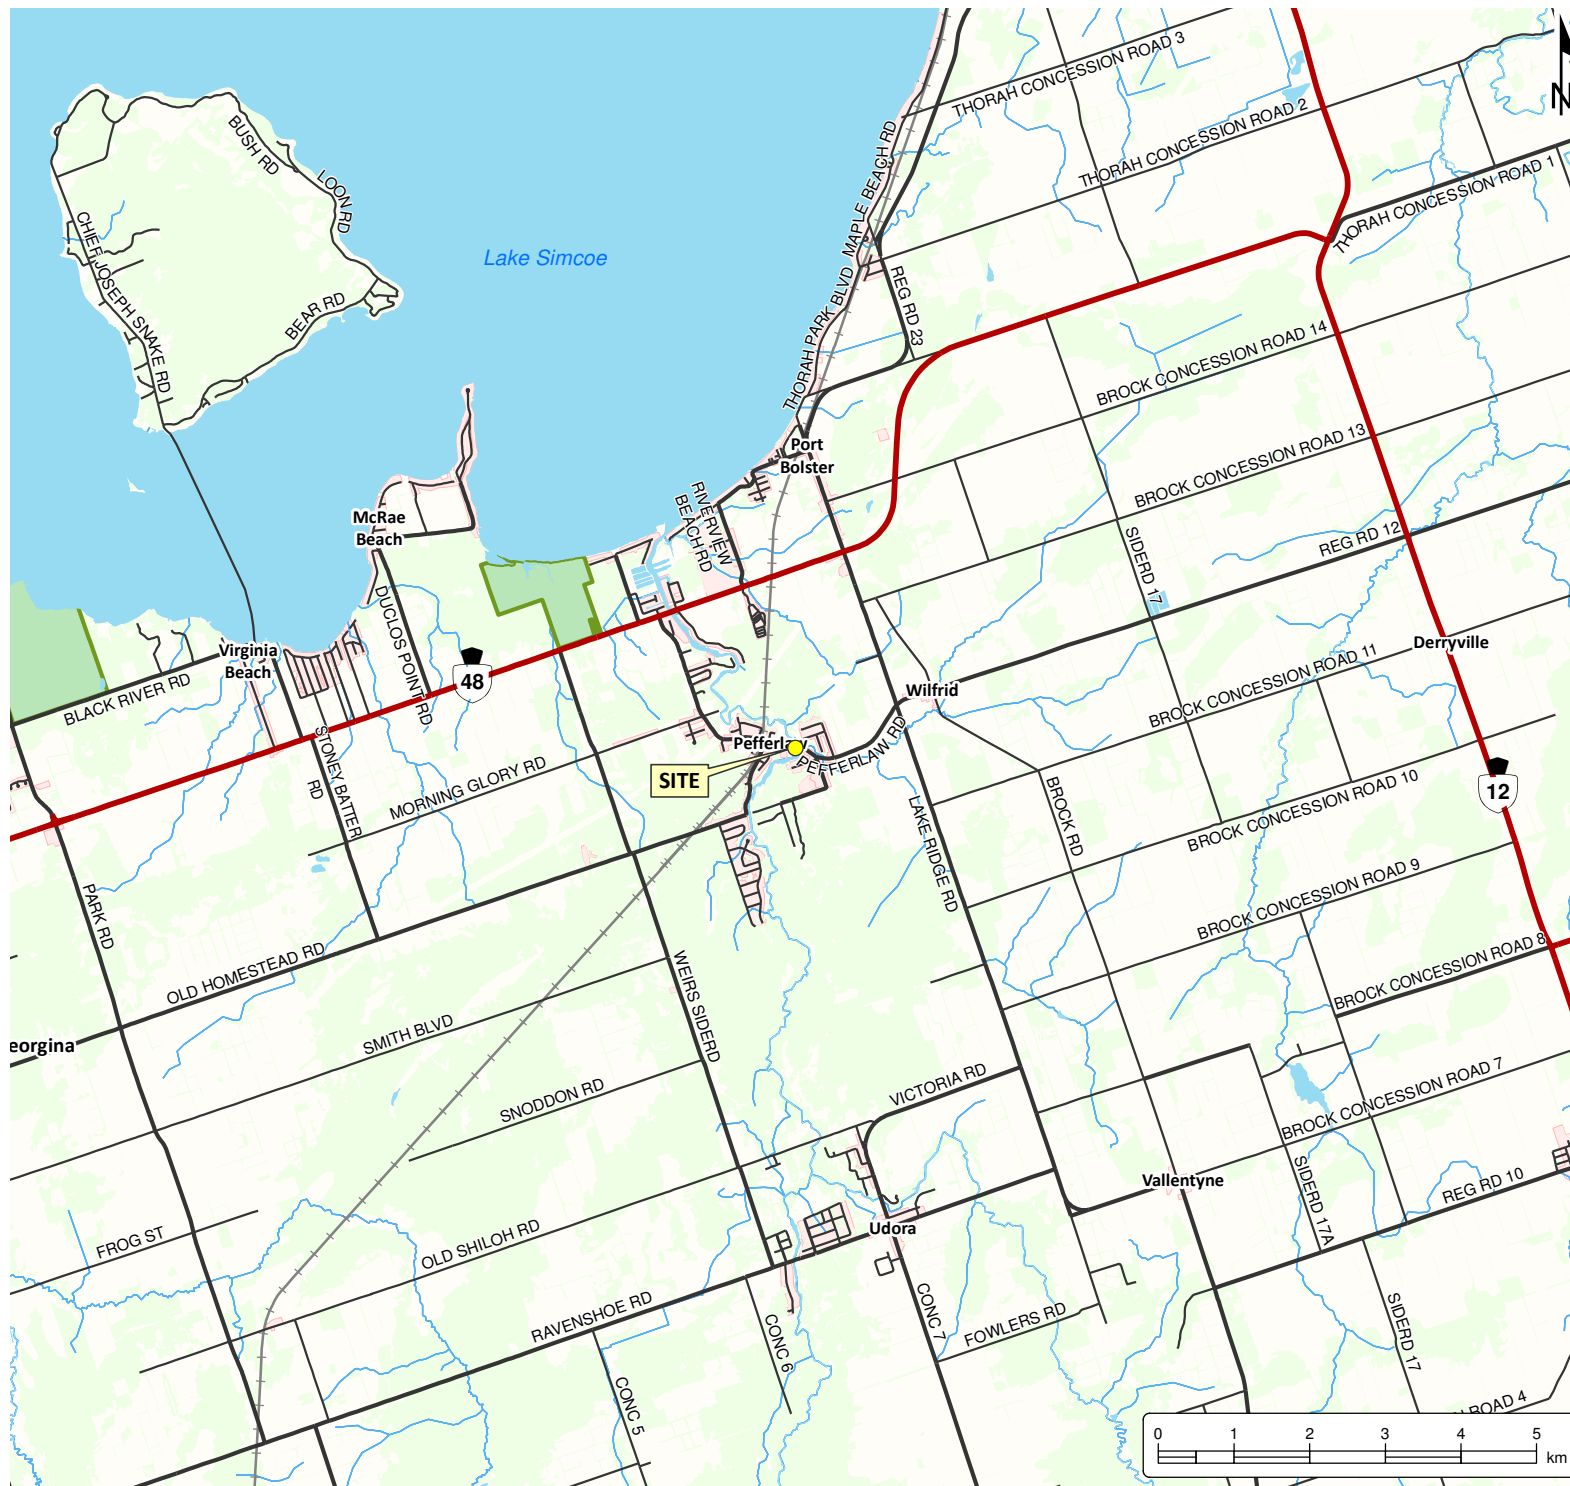 THORAH CONCESSION ROAD 3
THORAH CONCESSION ROAD 2
N
THORAH CONCESSION ROAD 1
BUSH RD
LOON RD
MAPLE BEACH RD
CHIEF JOSEPH SNAKE RD
Lake Simcoe
REG RD 23
THORAH PARK BLVD
BEAR RD
BROCK CONCESSION ROAD 14
Port
Bolster
BROCK CONCESSION ROAD 13
McRae
Beach
RIVERVIEW
BEACH RD
SIDERD 17
REG RD 12
DUCLOS POINT RD
Virginia
Beach
48
BLACK RIVER RD
Wilfrid
BROCK CONCESSION ROAD 11
Derryville
STONEY BATTER
RD
Pefferlaw
PEFFERLAW RD
SITE
MORNING GLORY RD
BROCK RD
LAKE RIDGE RD
BROCK CONCESSION ROAD 10
12
PARK RD
BROCK CONCESSION ROAD 9
OLD HOMESTEAD RD
WEIRS SIDERD
BROCK CONCESSION ROAD 8
eorgina
SMITH BLVD
SNODDON RD
VICTORIA RD
BROCK CONCESSION ROAD 7
Vallentyne
SIDERD 17A
REG RD 10
FROG ST
OLD SHILOH RD
Udora
RAVENSHOE RD
CONC 6
CONC 7
FOWLERS RD
SIDERD 17
CONC 5
ROAD 4
0 1 2 3 4 5
km